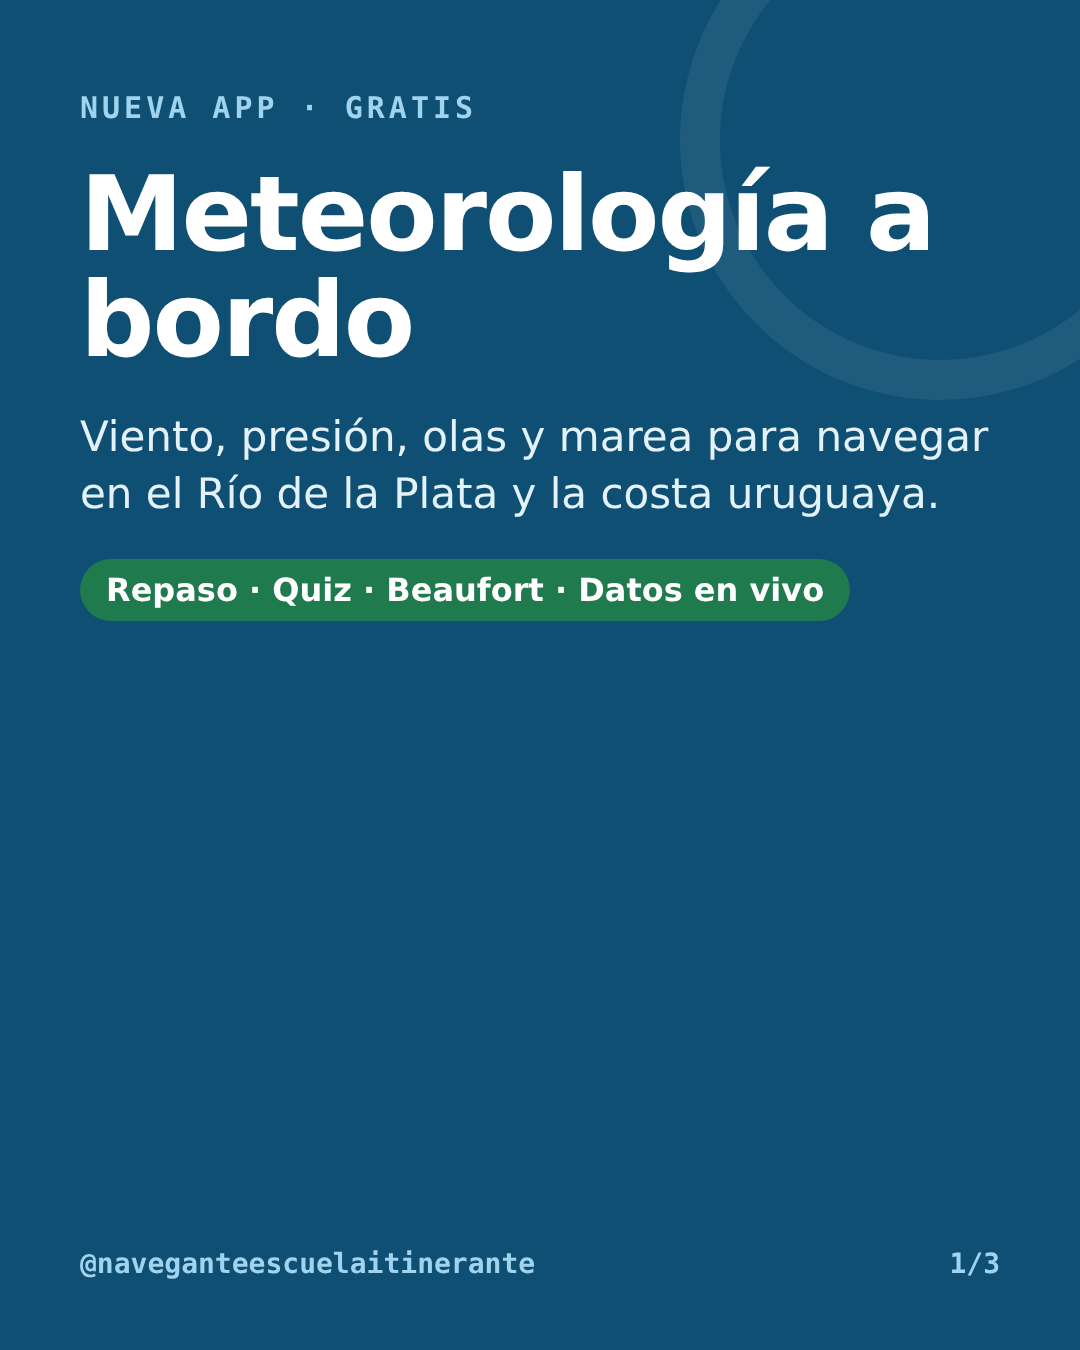 NUEVA APP · GRATIS
Meteorología a
bordo
Viento, presión, olas y marea para navegar
en el Río de la Plata y la costa uruguaya.
Repaso · Quiz · Beaufort · Datos en vivo
@naveganteescuelaitinerante
1/3